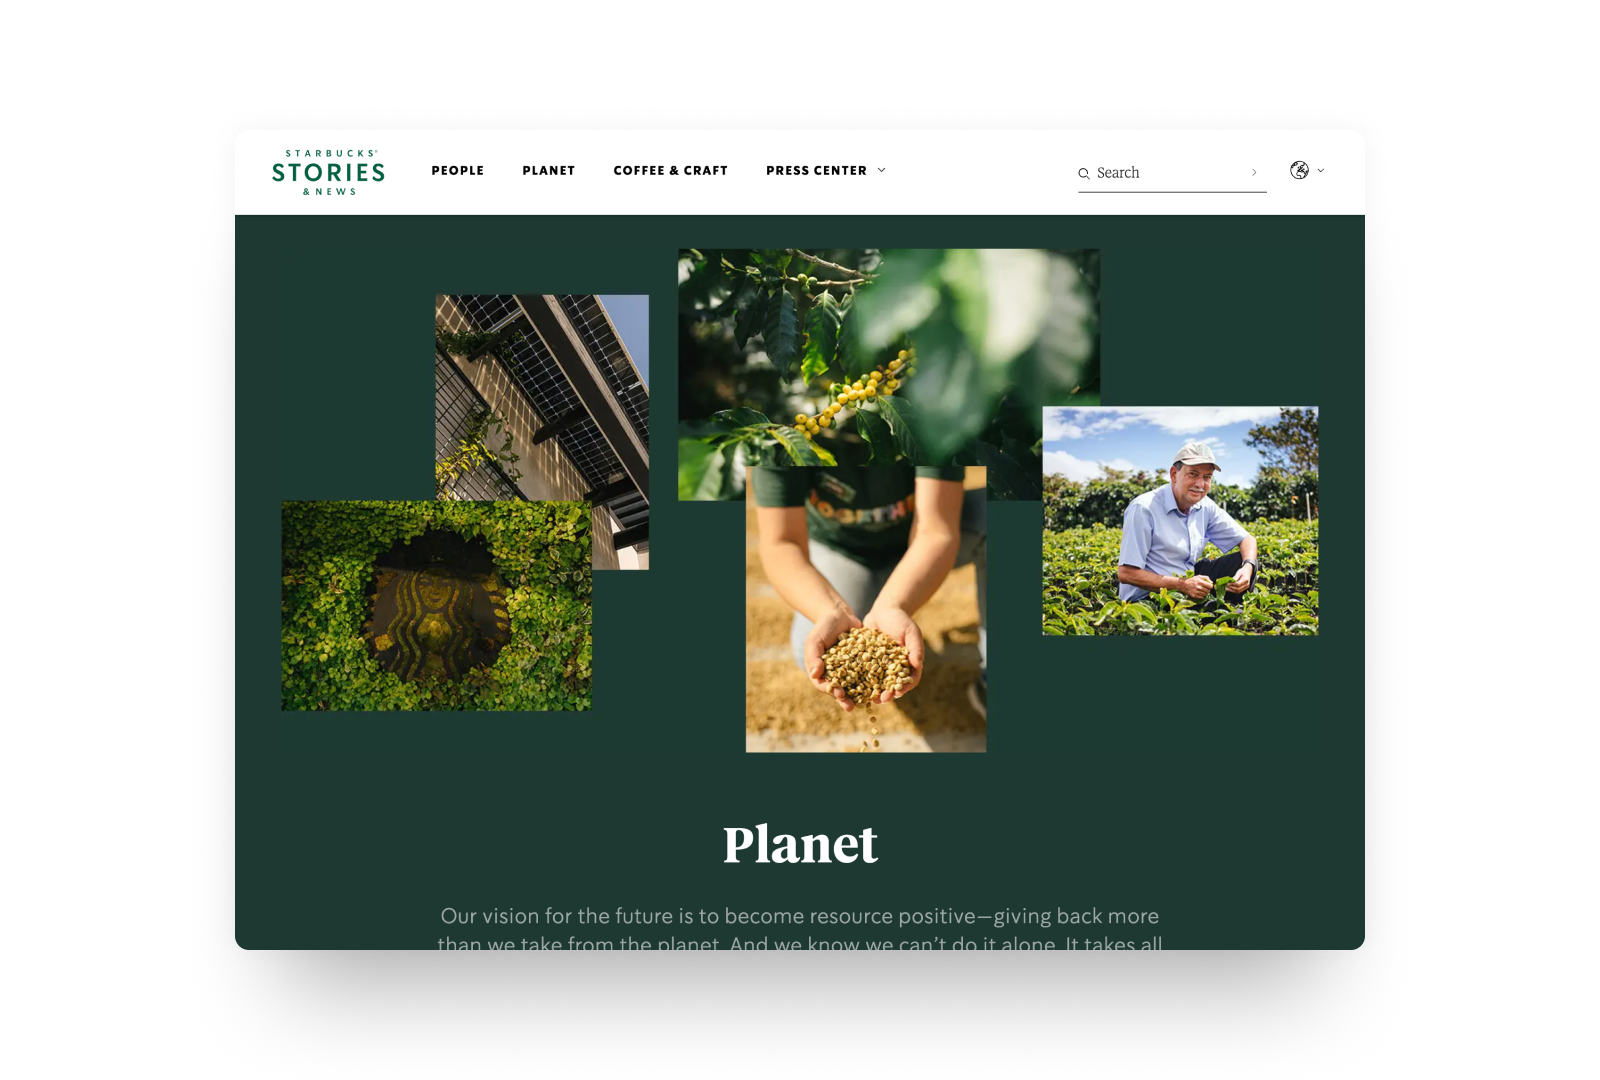 STARBUCKS®
STORIES
& NEWS
PEOPLE
PLANET
COFFEE & CRAFT
PRESS CENTER
Search
Planet
Our vision for the future is to become resource positive—giving back more
than we take from the planet. And we know we can't do it alone. It takes all